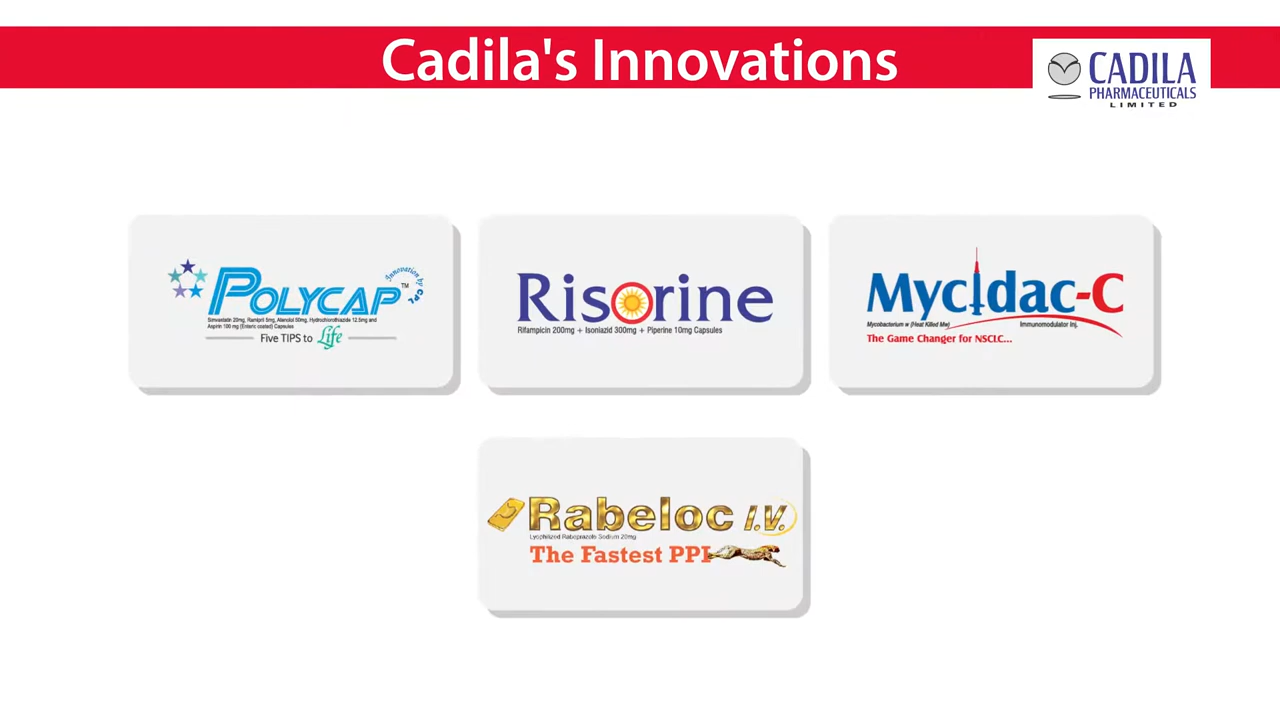 Cadila's Innovations
CADILA
PHARMACEUTICALS
LIMITED
POLYCAP™
Innovation by CPL
Simvastatin 20mg, Ramipril 5mg, Atenolol 50mg, Hydrochlorothiazide 12.5mg and
Aspirin 100 mg (Enteric coated) Capsules
Five TIPS to Life
Risorine
Rifampicin 200mg + Isoniazid 300mg + Piperine 10mg Capsules
Mycidac-C
Mycobacterium w (Heat Killed Mw) Immunomodulator Inj.
The Game Changer for NSCLC...
Rabeloc I.V.
Lyophilized Rabeprazole Sodium 20mg
The Fastest PPI